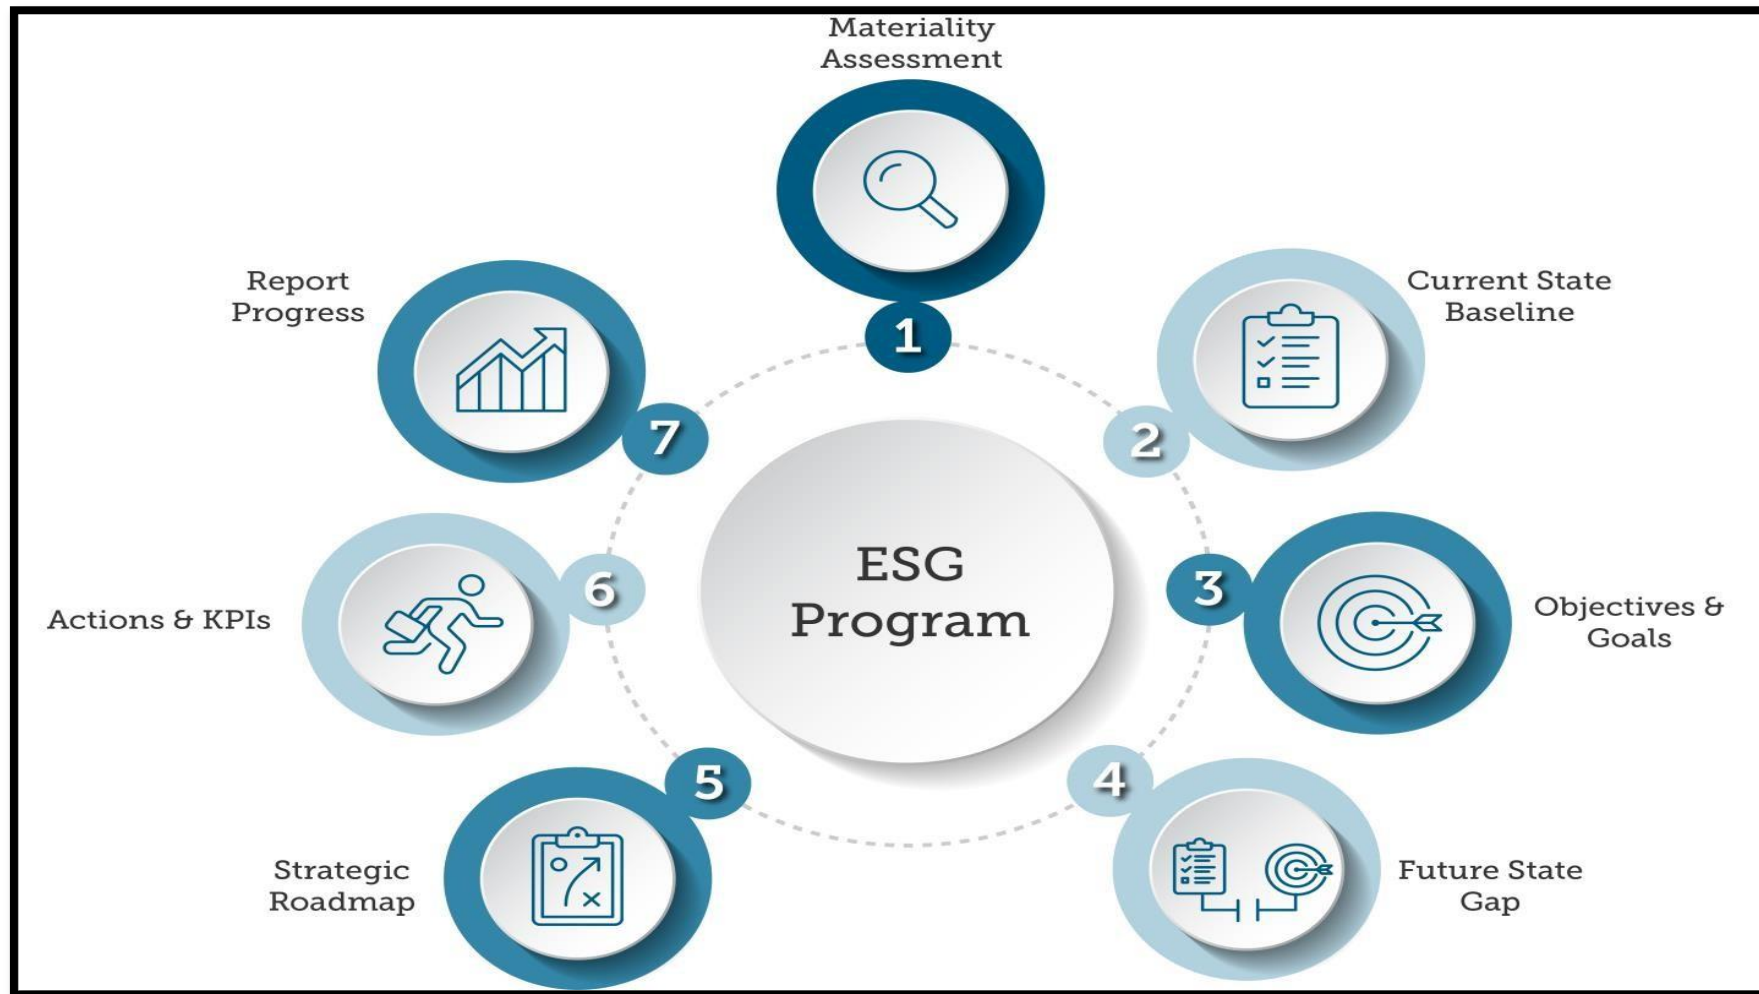 Materiality
Assessment
1
Current State
Baseline
2
Objectives &
Goals
3
Future State
Gap
4
Strategic
Roadmap
5
Actions & KPIs
6
Report
Progress
7
ESG
Program